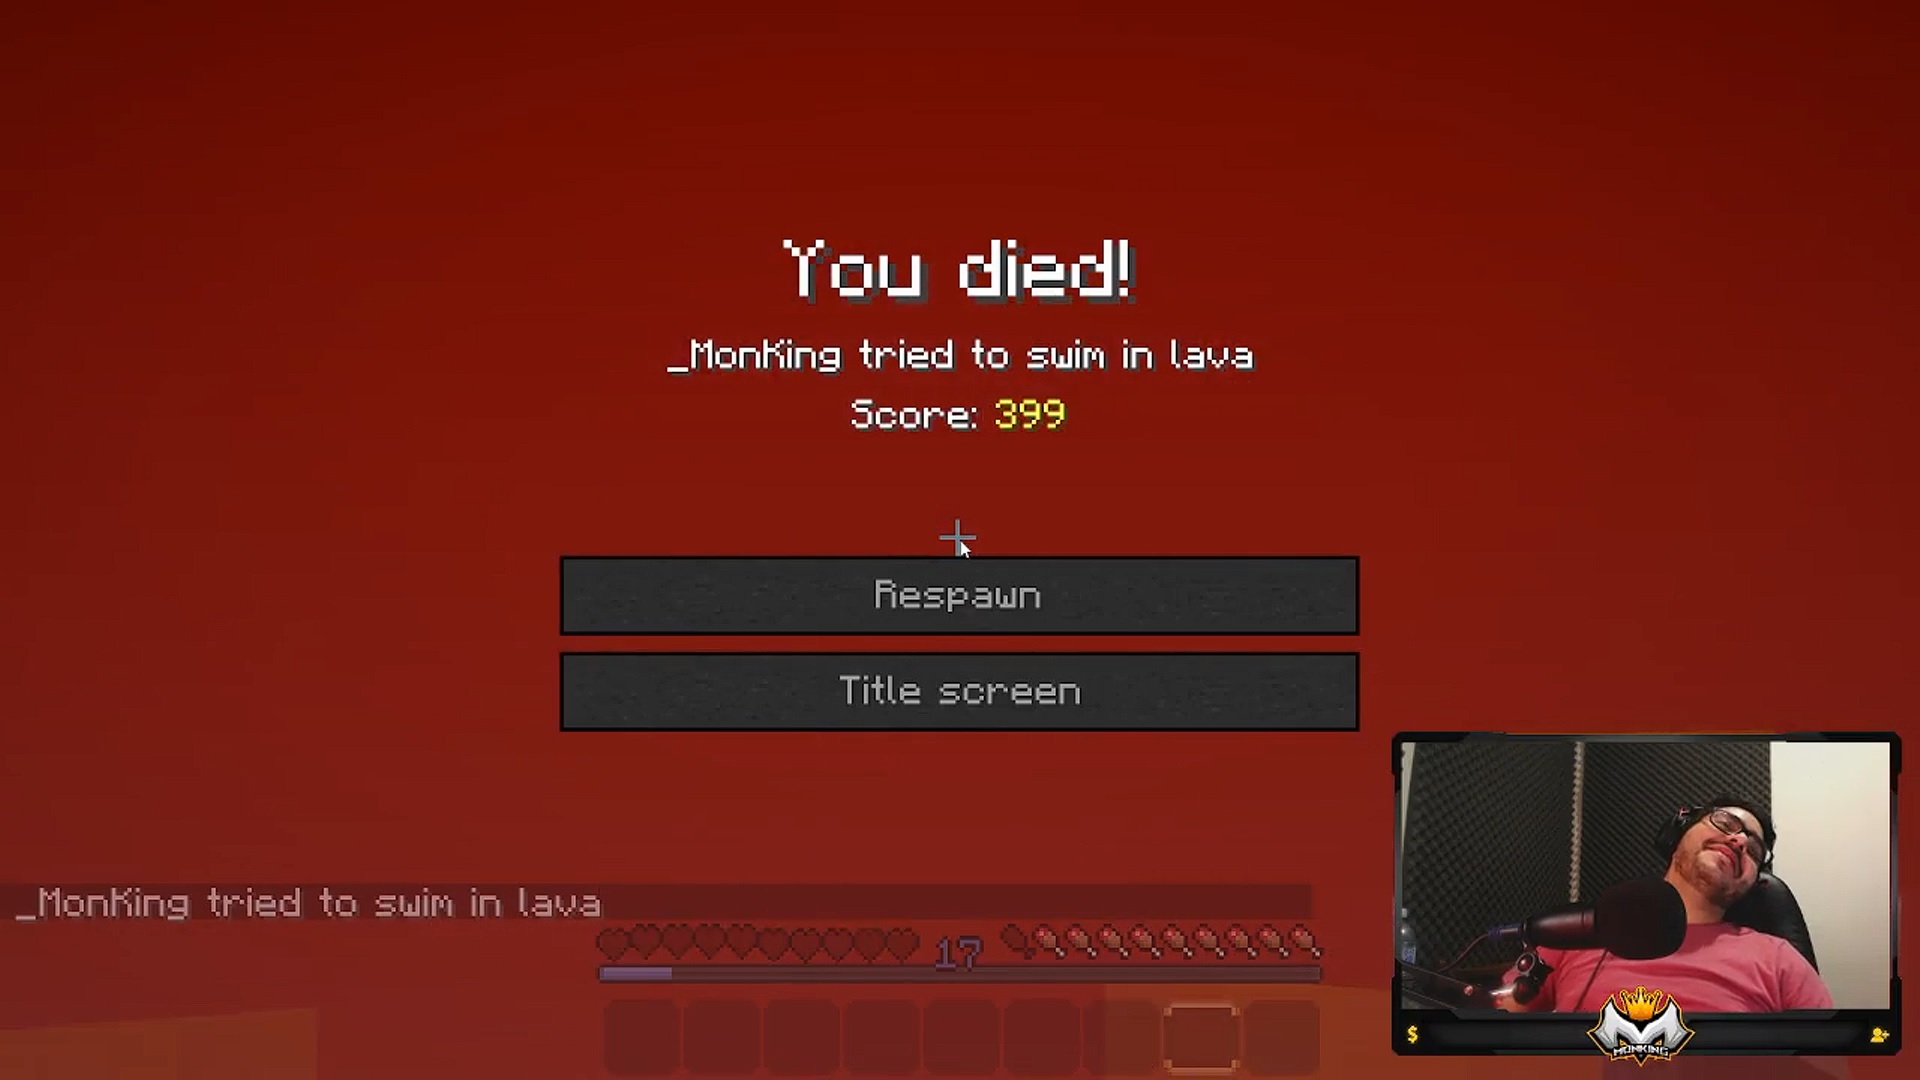 You died!
_MonKing tried to swim in lava
Score: 399
Respawn
Title screen
_MonKing tried to swim in lava
17
$
MONKING